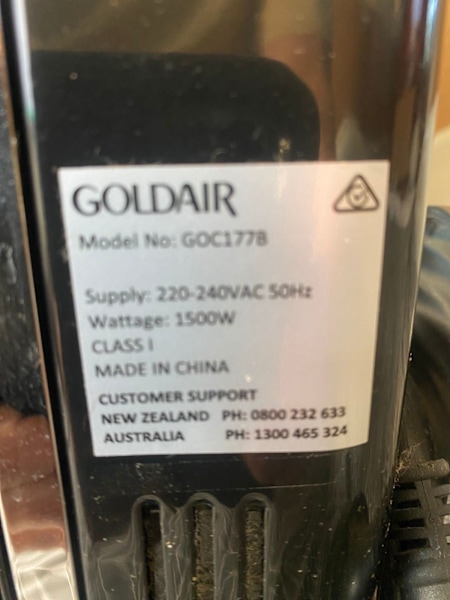 GOLDAIR
Model No: GOC177B
Supply: 220-240VAC 50Hz
Wattage: 1500W
CLASS I
MADE IN CHINA
CUSTOMER SUPPORT
NEW ZEALAND PH: 0800 232 633
AUSTRALIA PH: 1300 465 324